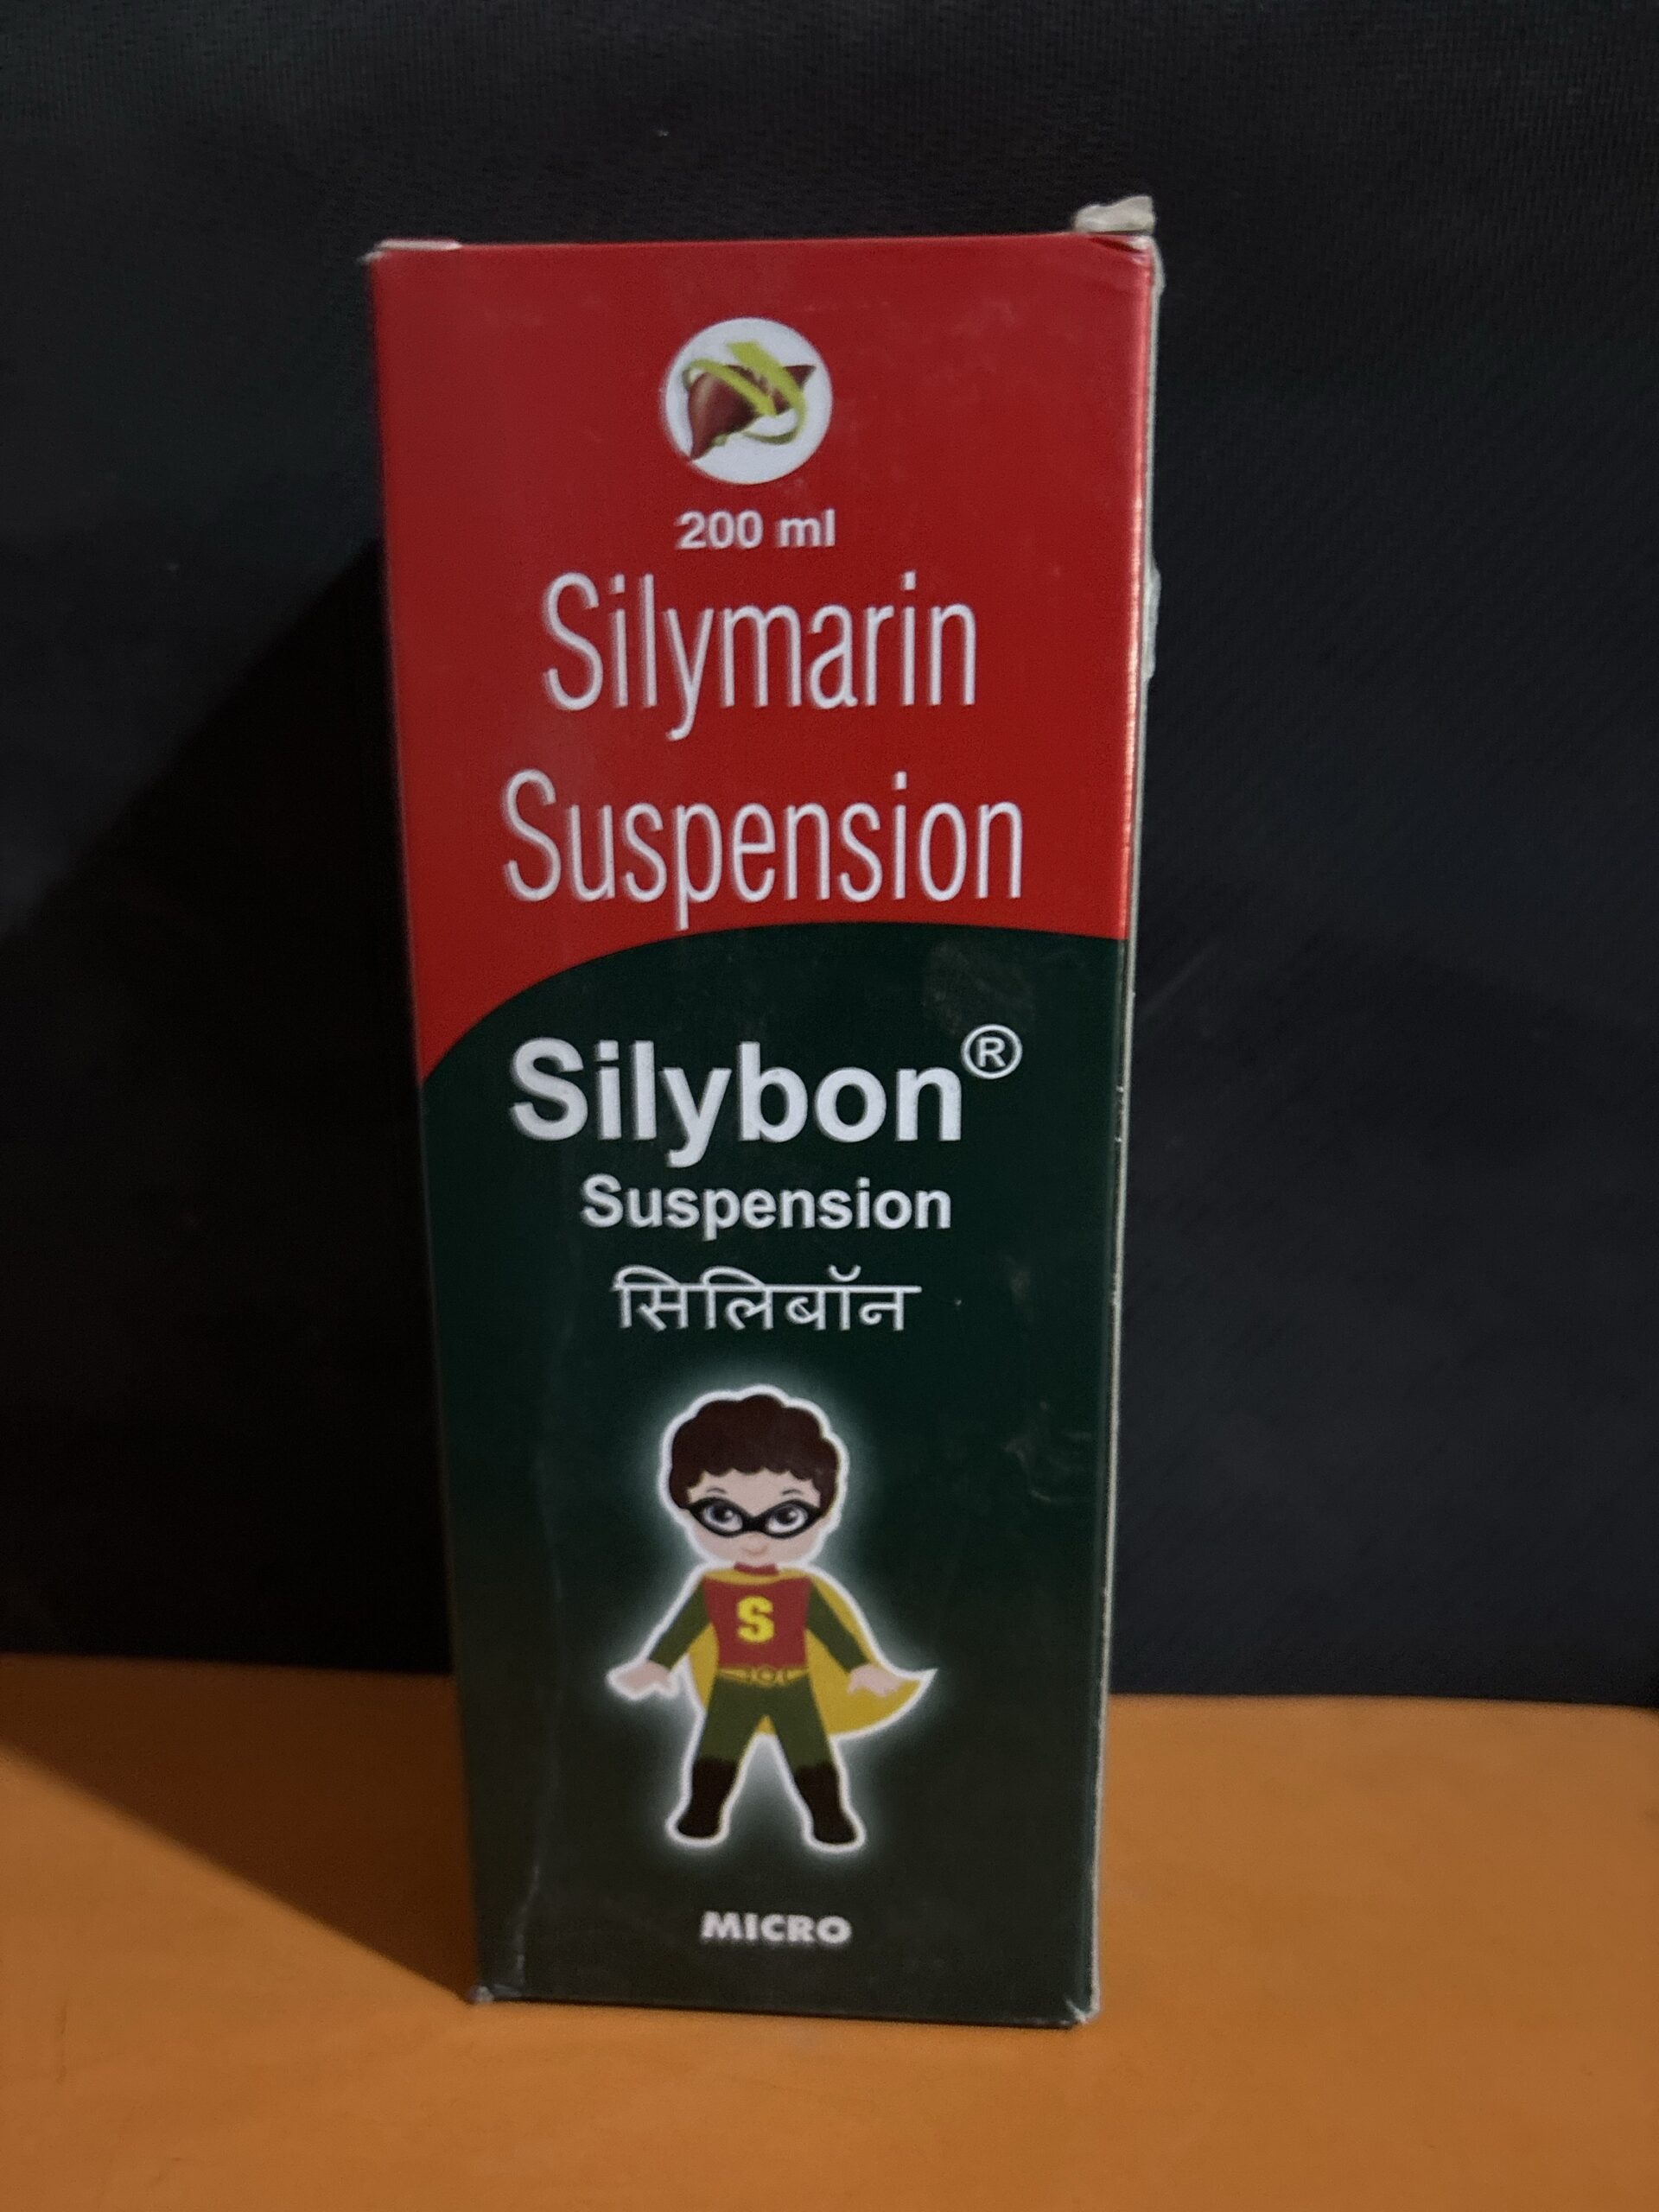 200 ml
Silymarin
Suspension
Silybon®
Suspension
सिलिबॉन
S
MICRO